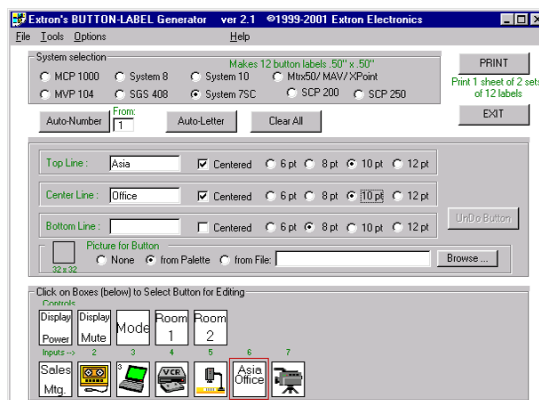 Extron's BUTTON-LABEL Generator ver 2.1 ©1999-2001 Extron Electronics
File Tools Options Help
System selection
Makes 12 button labels .50" x .50"
MCP 1000 System 8 System 10 Mtrx50/ MAV/ XPoint
MVP 104 SGS 408 System 7SC SCP 200 SCP 250
PRINT
Print 1 sheet of 2 sets
of 12 labels
EXIT
Auto-Number From: 1 Auto-Letter Clear All
Top Line : Asia Centered 6 pt 8 pt 10 pt 12 pt
Center Line : Office Centered 6 pt 8 pt 10 pt 12 pt
Bottom Line : Centered 6 pt 8 pt 10 pt 12 pt
UnDo Button
Picture for Button
32 x 32 None from Palette from File: Browse ...
Click on Boxes (below) to Select Button for Editing
Controls
Display Power
Display Mute
Mode
Room 1
Room 2
Inputs --> 2 3 4 5 6 7
Sales Mtg.
3
VCR
Asia Office